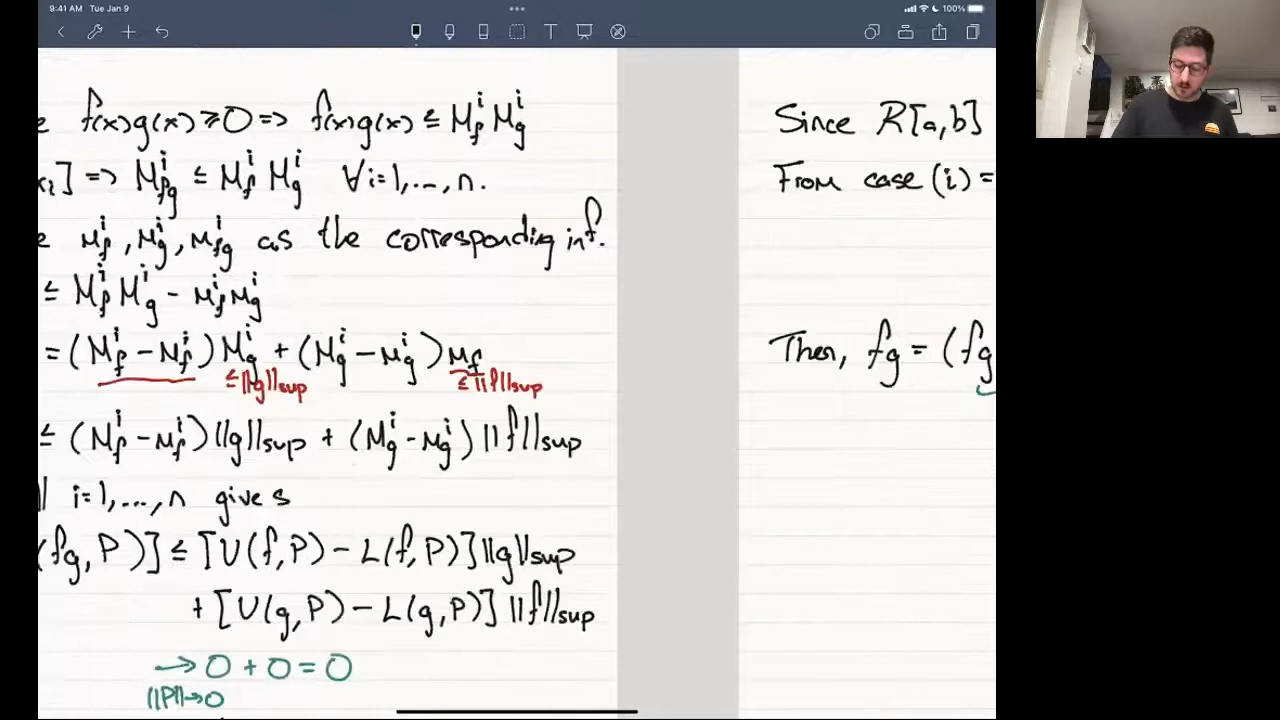 9:41 AM Tue Jan 9
100%
f(x)g(x) ≥ 0 => f(x)g(x) ≤ M_f^i M_g^i
] => M_fg^i ≤ M_f^i M_g^i ∀i=1,...,n.
m_f^i, m_g^i, m_fg^i as the corresponding inf.
≤ M_f^i M_g^i - m_f^i m_g^i
= (M_f^i - m_f^i) M_g^i + (M_g^i - m_g^i) m_f
≤ ||g||sup ≤ ||f||sup
≤ (M_f^i - m_f^i) ||g||sup + (M_g^i - m_g^i) ||f||sup
i=1,...,n gives
(fg, P)] ≤ [U(f,P) - L(f,P)] ||g||sup
+ [U(g,P) - L(g,P)] ||f||sup
→ 0 + 0 = 0
||P||→0
Since R[a,b]
From case (i) =
Then, fg = (fg